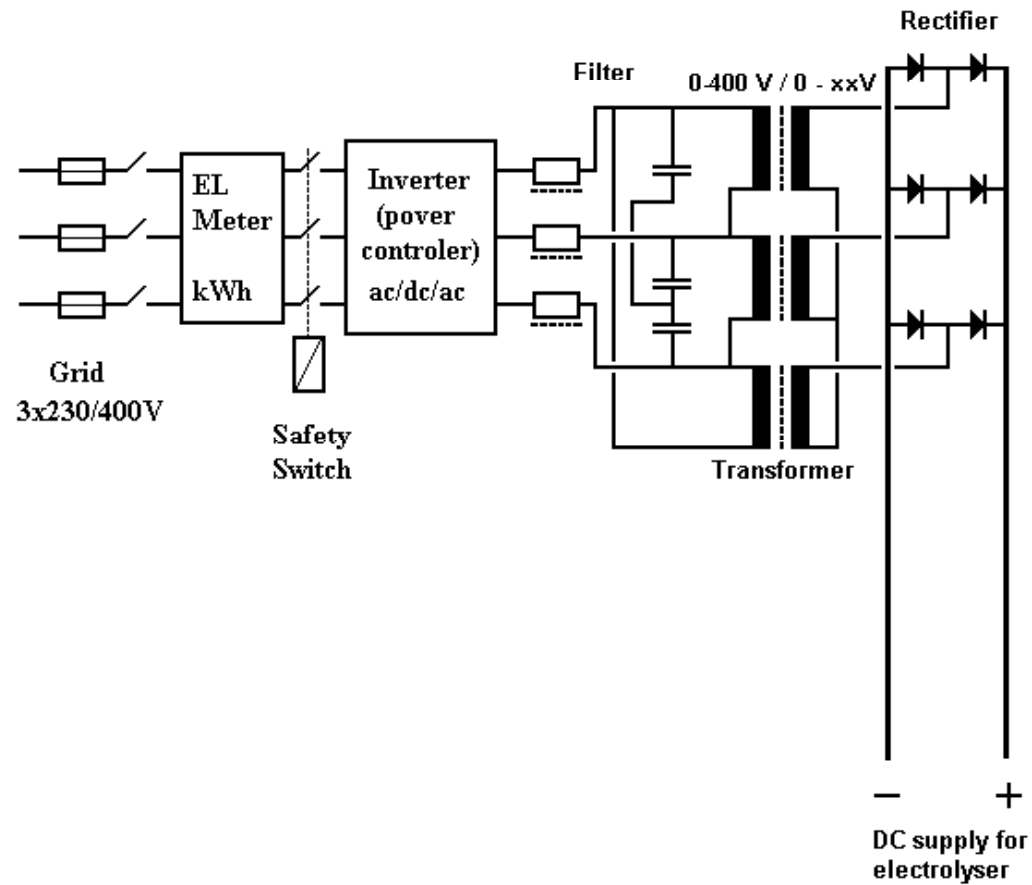 Rectifier
Filter
0-400 V / 0 - xxV
EL
Meter
kWh
Inverter
(pover
controler)
ac/dc/ac
Grid
3x230/400V
Safety
Switch
Transformer
− +
DC supply for
electrolyser